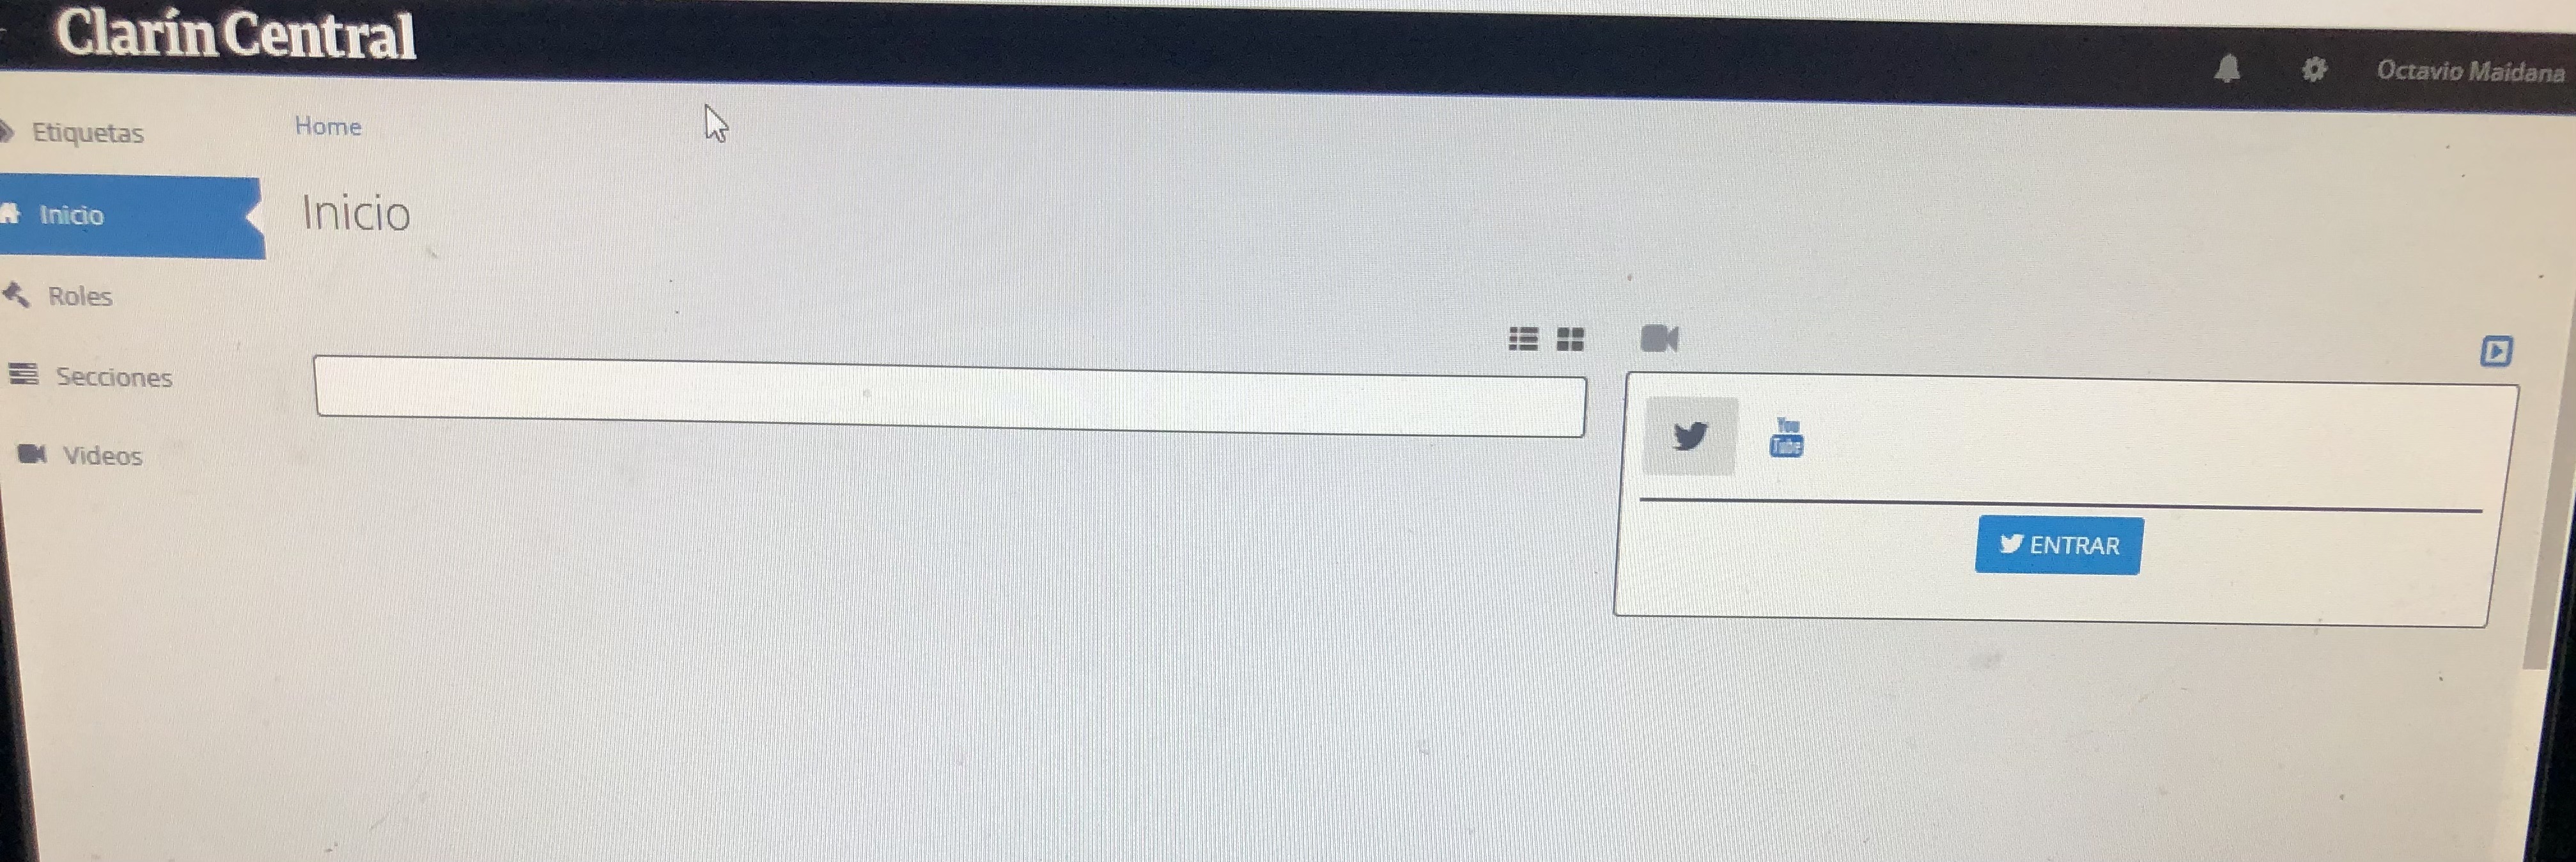 Clarín Central
Octavio Maidana
Etiquetas
Home
Inicio
Inicio
Roles
Secciones
Videos
You
Tube
ENTRAR